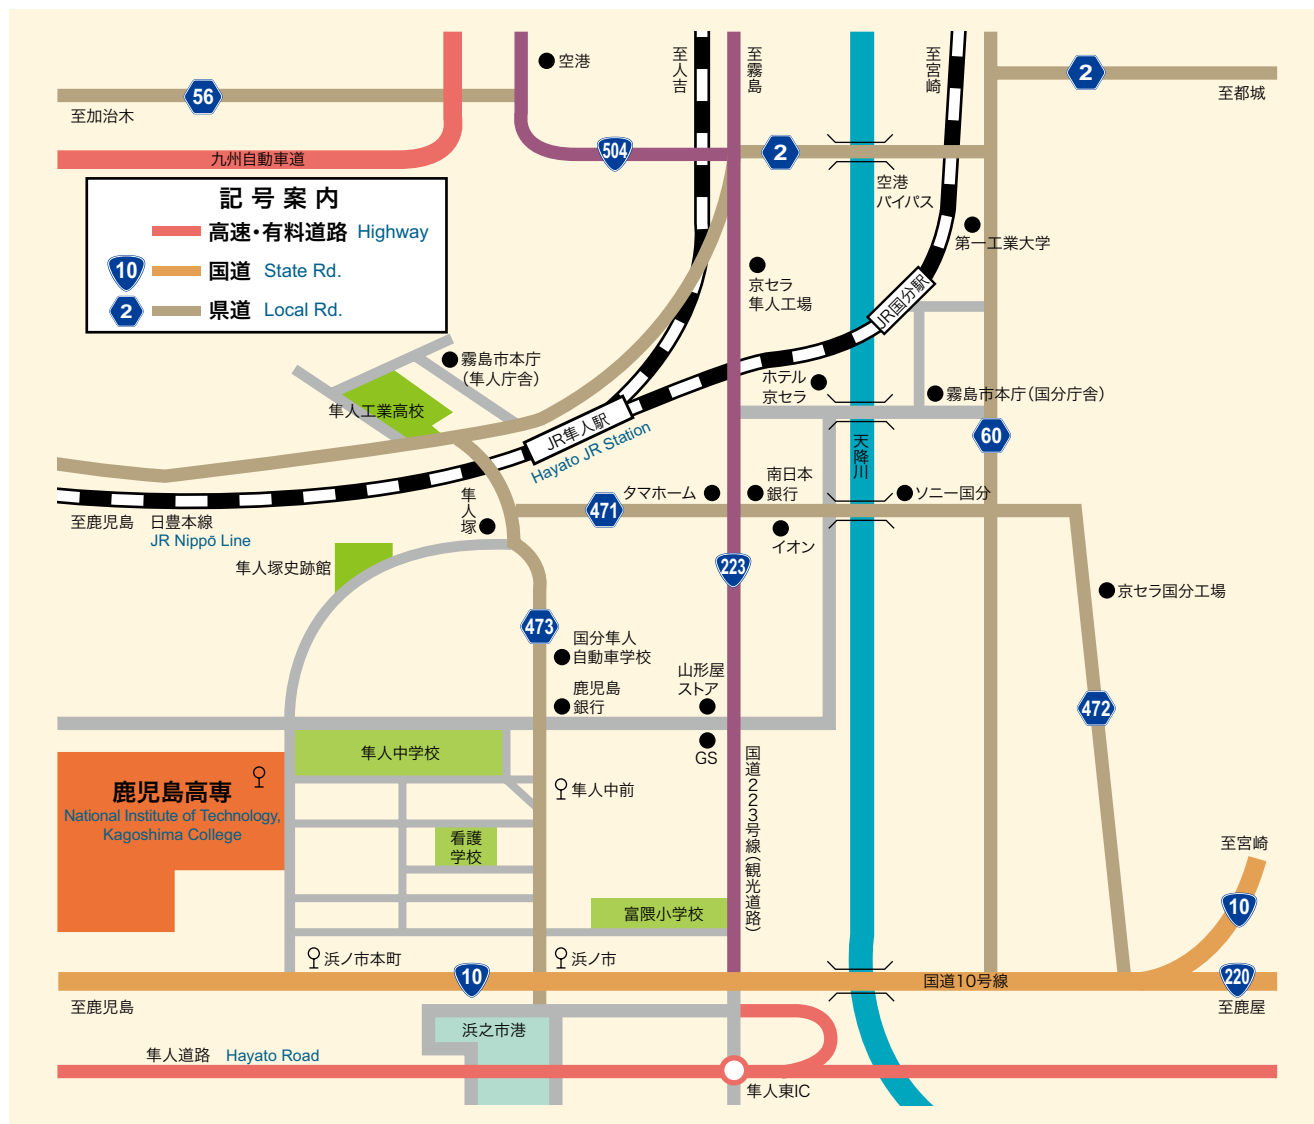 空港
至人吉
至霧島
至宮崎
2
至都城
56
至加治木
九州自動車道
504
2
空港
バイパス
記号案内
高速・有料道路 Highway
10 国道 State Rd.
2 県道 Local Rd.
第一工業大学
京セラ
隼人工場
JR国分駅
霧島市本庁
（隼人庁舎）
ホテル
京セラ
霧島市本庁（国分庁舎）
隼人工業高校
JR隼人駅
Hayato JR Station
60
天降川
タマホーム
南日本
銀行
ソニー国分
471
隼人塚
至鹿児島 日豊本線
JR Nippō Line
イオン
隼人塚史跡館
223
京セラ国分工場
473
国分隼人
自動車学校
山形屋
ストア
鹿児島
銀行
472
隼人中学校
GS
国道223号線（観光道路）
鹿児島高専
National Institute of Technology,
Kagoshima College
隼人中前
看護
学校
至宮崎
10
富隈小学校
浜ノ市本町
浜ノ市
10
国道10号線
220
至鹿児島
至鹿屋
浜之市港
隼人道路 Hayato Road
隼人東IC